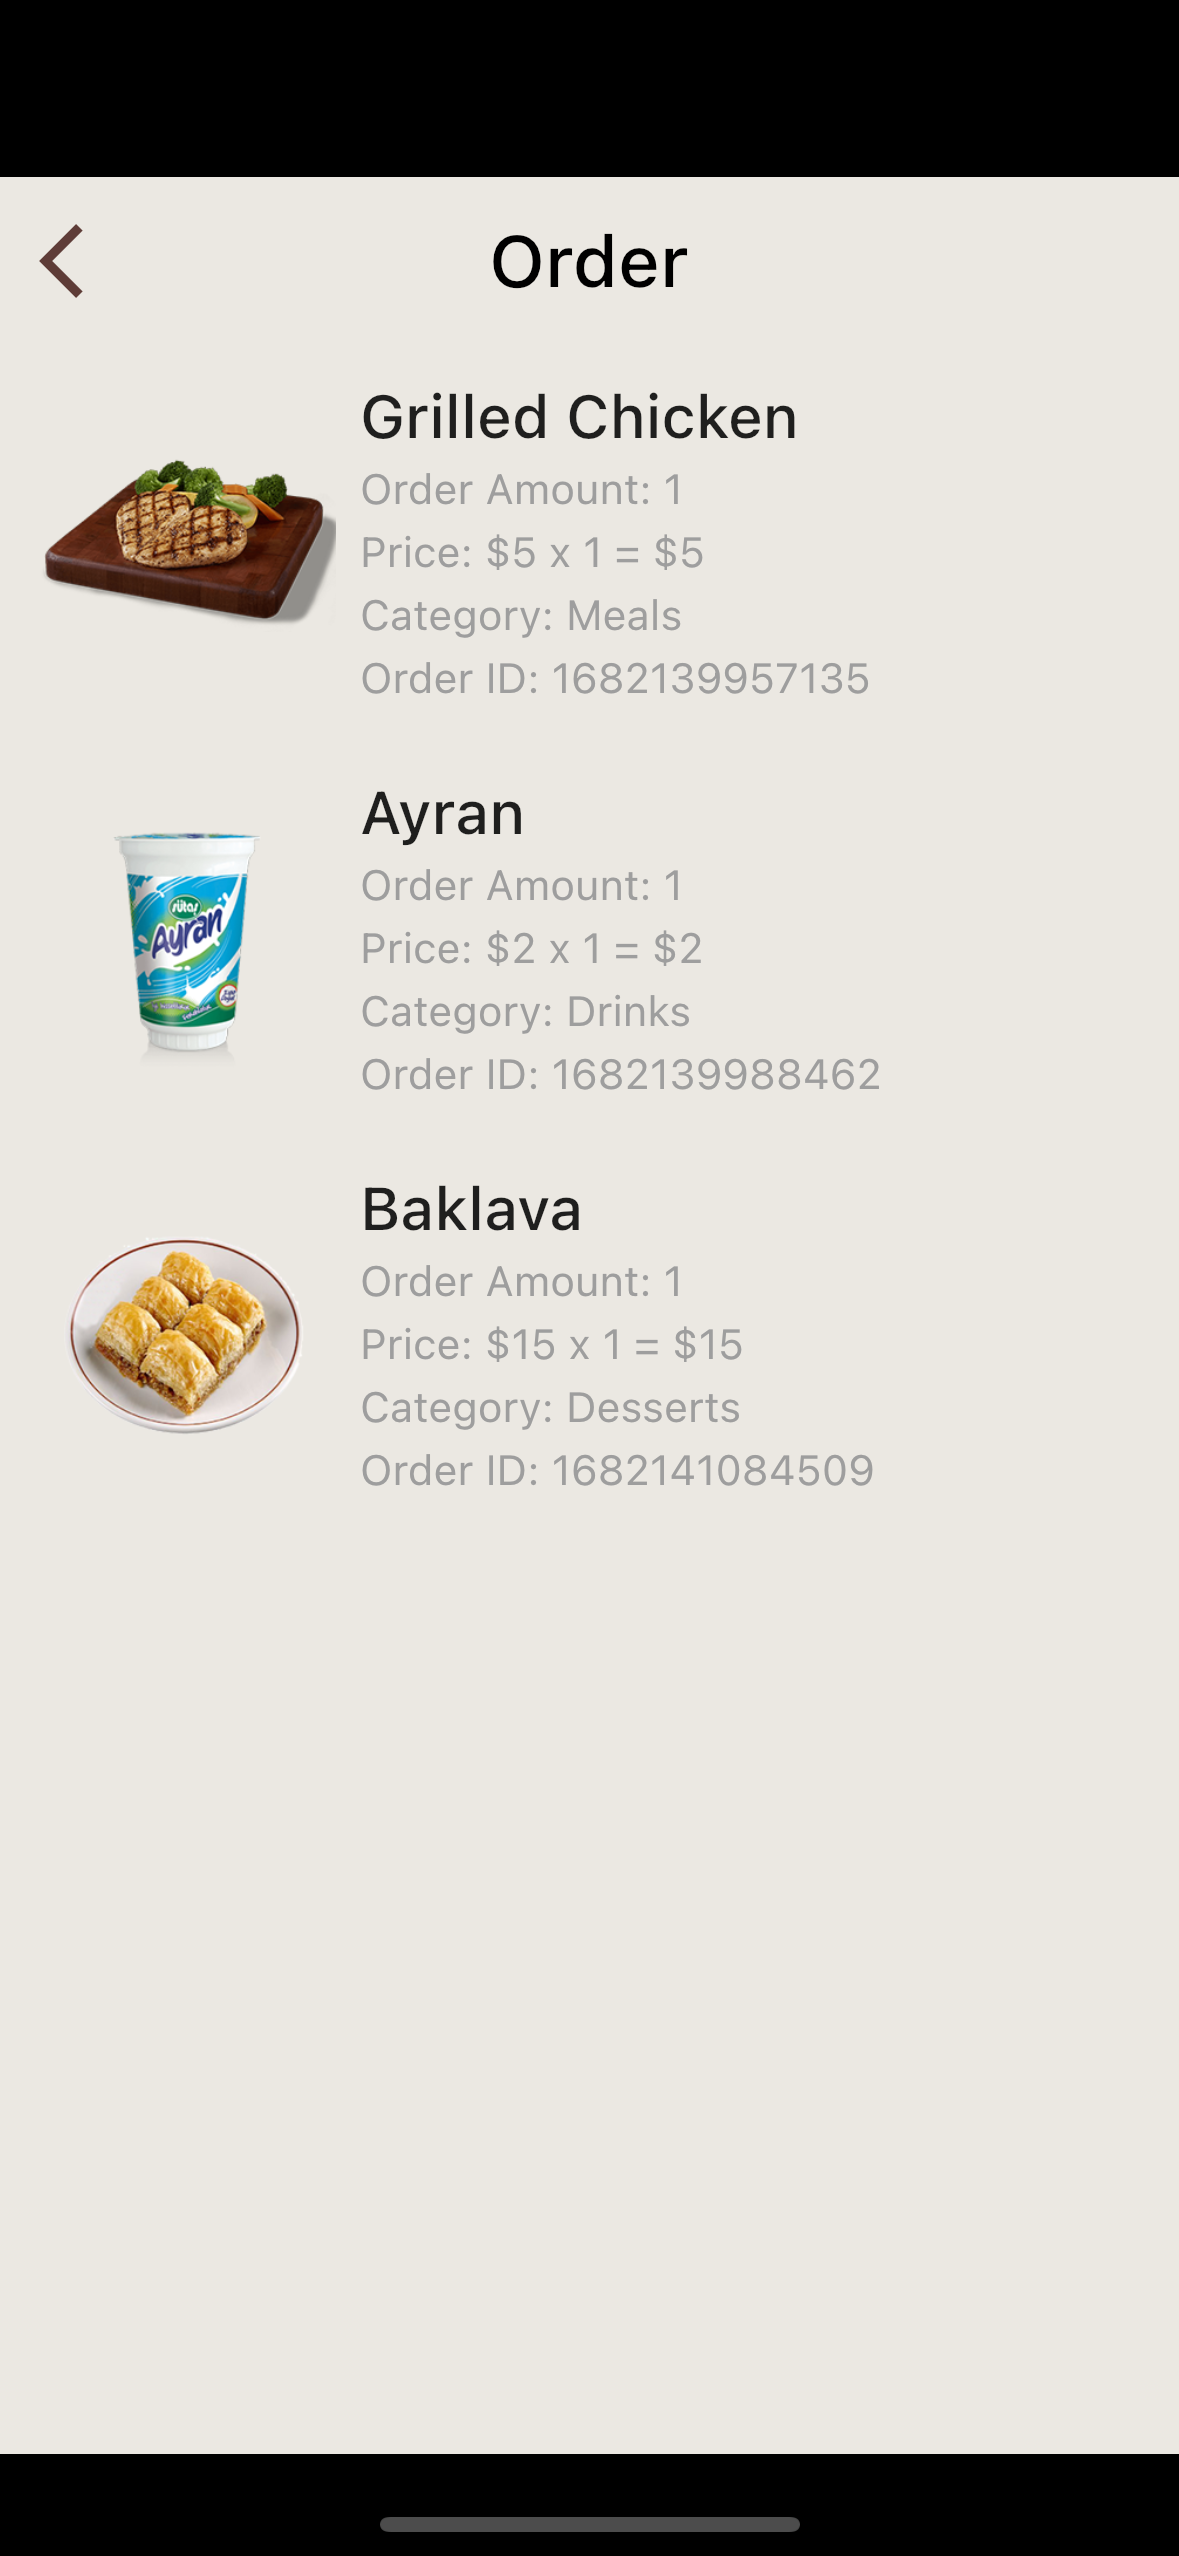 Order
Grilled Chicken
Order Amount: 1
Price: $5 x 1 = $5
Category: Meals
Order ID: 1682139957135
Ayran
Order Amount: 1
Price: $2 x 1 = $2
Category: Drinks
Order ID: 1682139988462
sütaş
Ayran
Baklava
Order Amount: 1
Price: $15 x 1 = $15
Category: Desserts
Order ID: 1682141084509